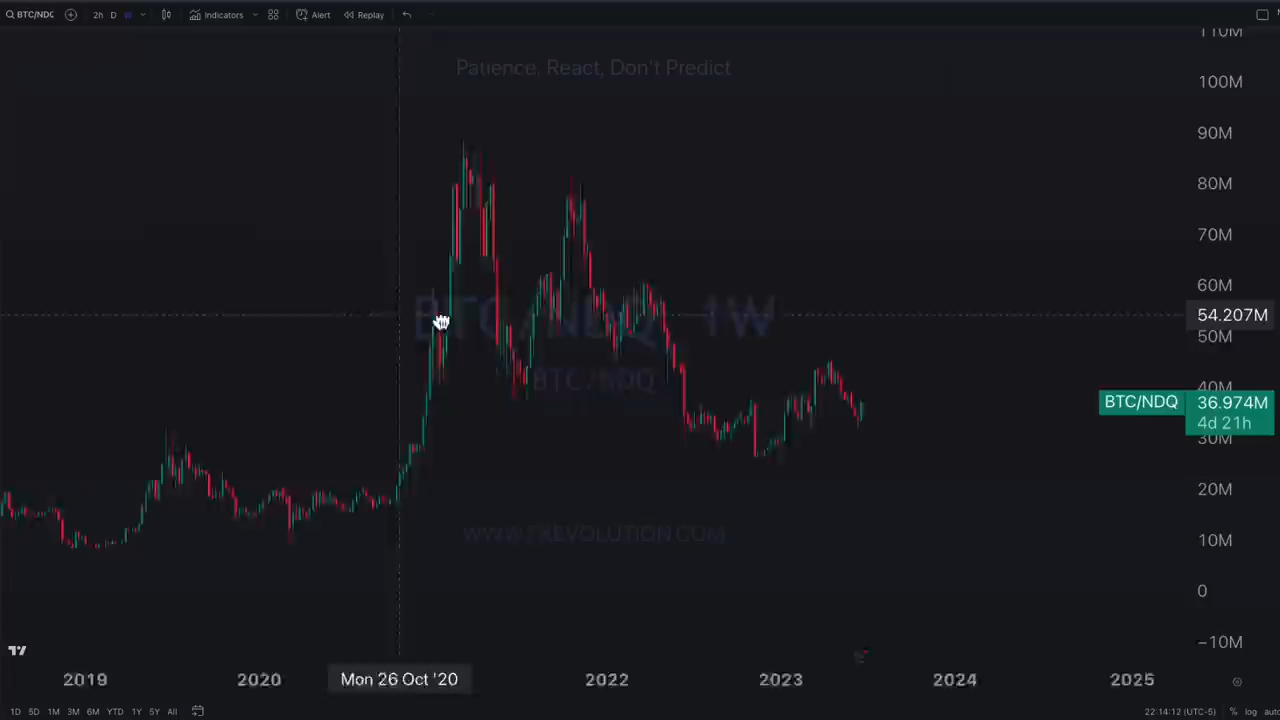 BTC/NDQ 2h D W Indicators Alert Replay
110M
Patience, React, Don't Predict
100M
90M
80M
70M
60M
BTC/NDQ 1W
54.207M
50M
BTC/NDQ
40M
BTC/NDQ 36.974M
4d 21h
30M
20M
WWW.FXEVOLUTION.COM
10M
0
−10M
2019 2020 Mon 26 Oct '20 2022 2023 2024 2025
1D 5D 1M 3M 6M YTD 1Y 5Y All 22:14:12 (UTC-5) % log auto